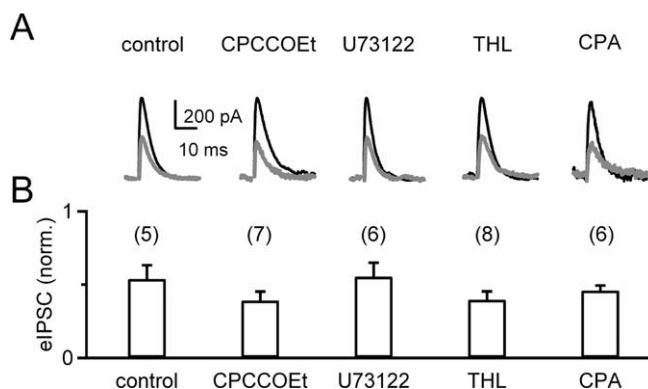 A
control CPCCOEt U73122 THL CPA
200 pA
10 ms
B
1
(5) (7) (6) (8) (6)
eIPSC (norm.)
0
control CPCCOEt U73122 THL CPA